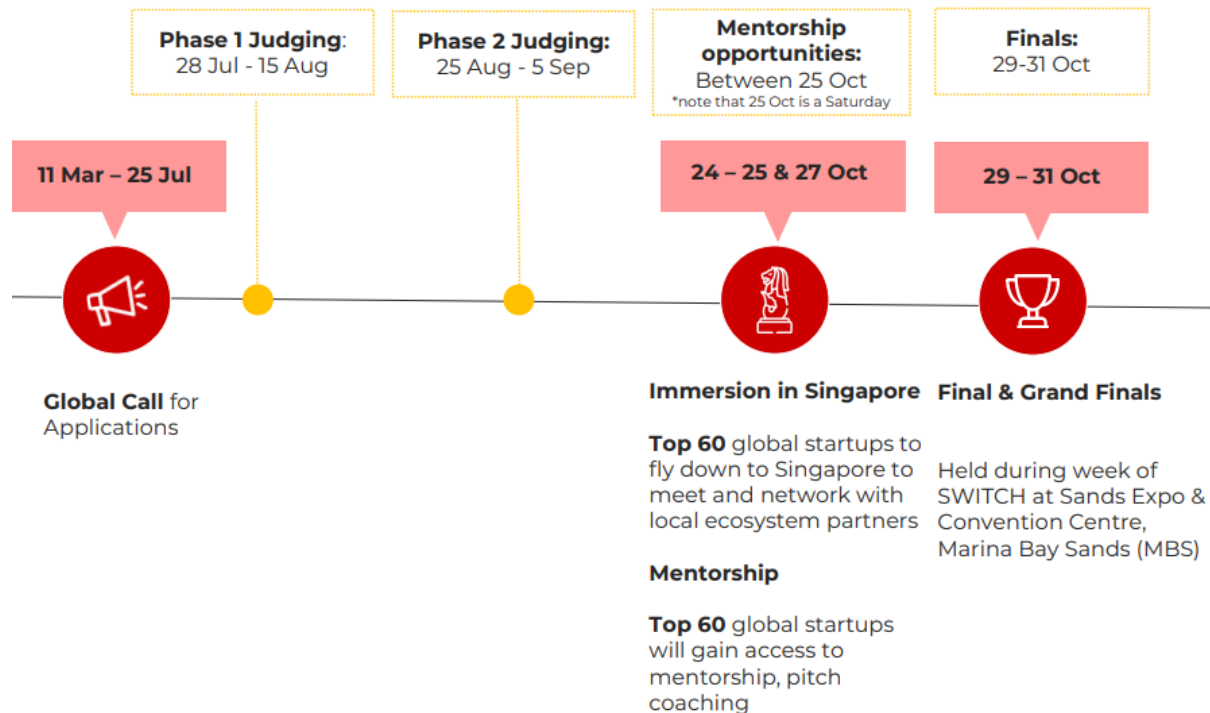 Phase 1 Judging:
28 Jul - 15 Aug
Phase 2 Judging:
25 Aug - 5 Sep
Mentorship
opportunities:
Between 25 Oct
*note that 25 Oct is a Saturday
Finals:
29-31 Oct
11 Mar – 25 Jul
24 – 25 & 27 Oct
29 – 31 Oct
Global Call for
Applications
Immersion in Singapore
Top 60 global startups to
fly down to Singapore to
meet and network with
local ecosystem partners
Mentorship
Top 60 global startups
will gain access to
mentorship, pitch
coaching
Final & Grand Finals
Held during week of
SWITCH at Sands Expo &
Convention Centre,
Marina Bay Sands (MBS)